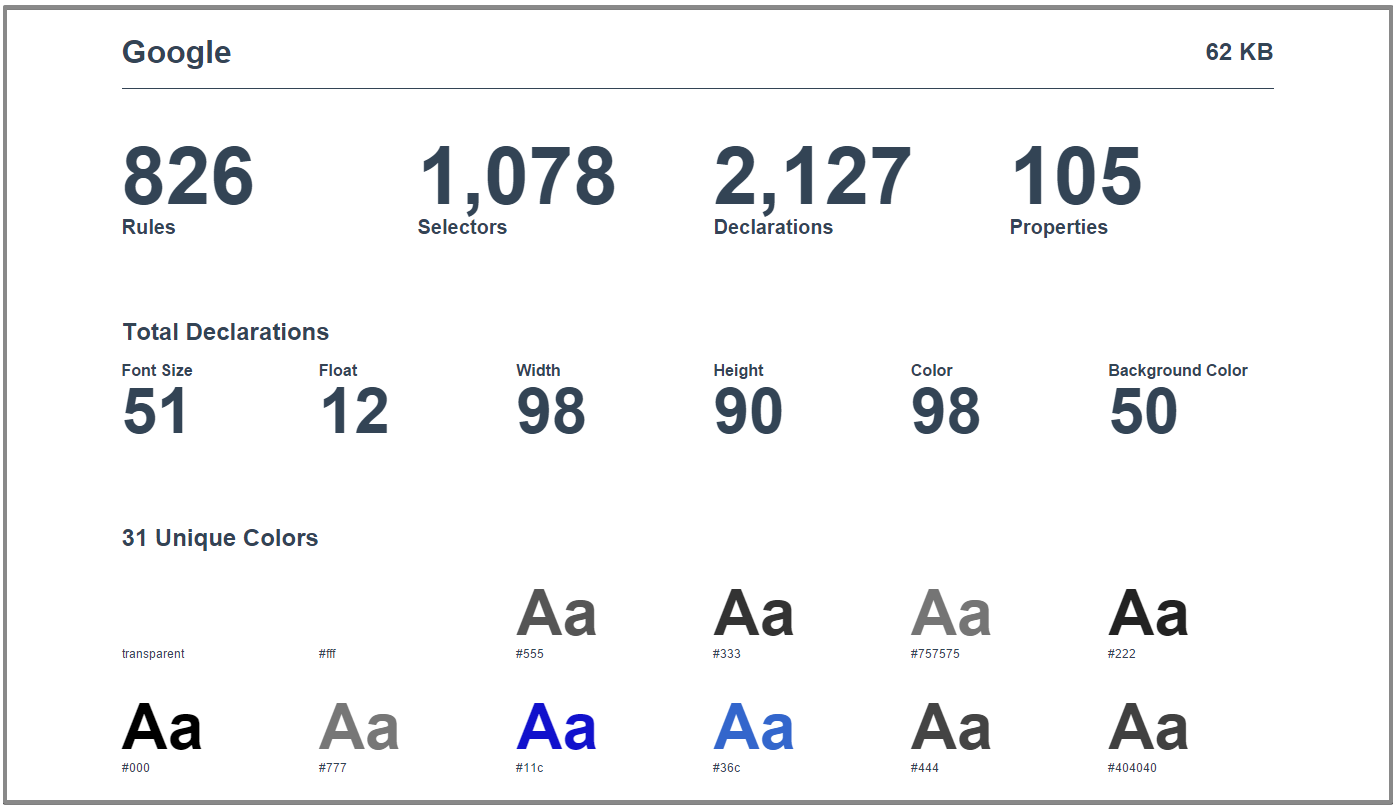 Google 62 KB
826 1,078 2,127 105
Rules Selectors Declarations Properties
Total Declarations
Font Size Float Width Height Color Background Color
51 12 98 90 98 50
31 Unique Colors
Aa Aa Aa Aa
transparent #fff #555 #333 #757575 #222
Aa Aa Aa Aa Aa Aa
#000 #777 #11c #36c #444 #404040